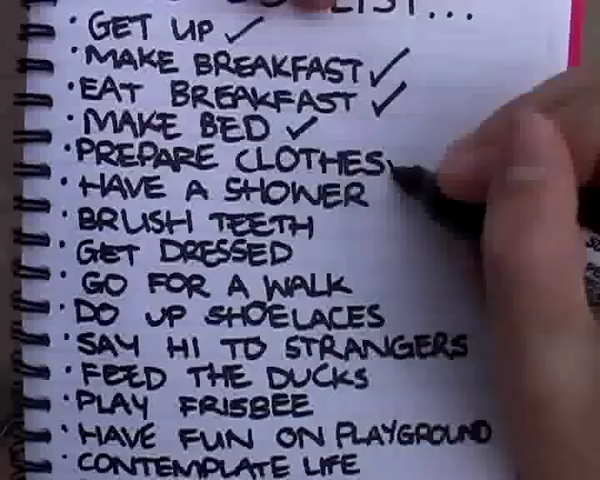 LIST...
· GET UP ✓
· MAKE BREAKFAST ✓
· EAT BREAKFAST ✓
· MAKE BED ✓
· PREPARE CLOTHES
· HAVE A SHOWER
· BRUSH TEETH
· GET DRESSED
· GO FOR A WALK
· DO UP SHOELACES
· SAY HI TO STRANGERS
· FEED THE DUCKS
· PLAY FRISBEE
· HAVE FUN ON PLAYGROUND
· CONTEMPLATE LIFE